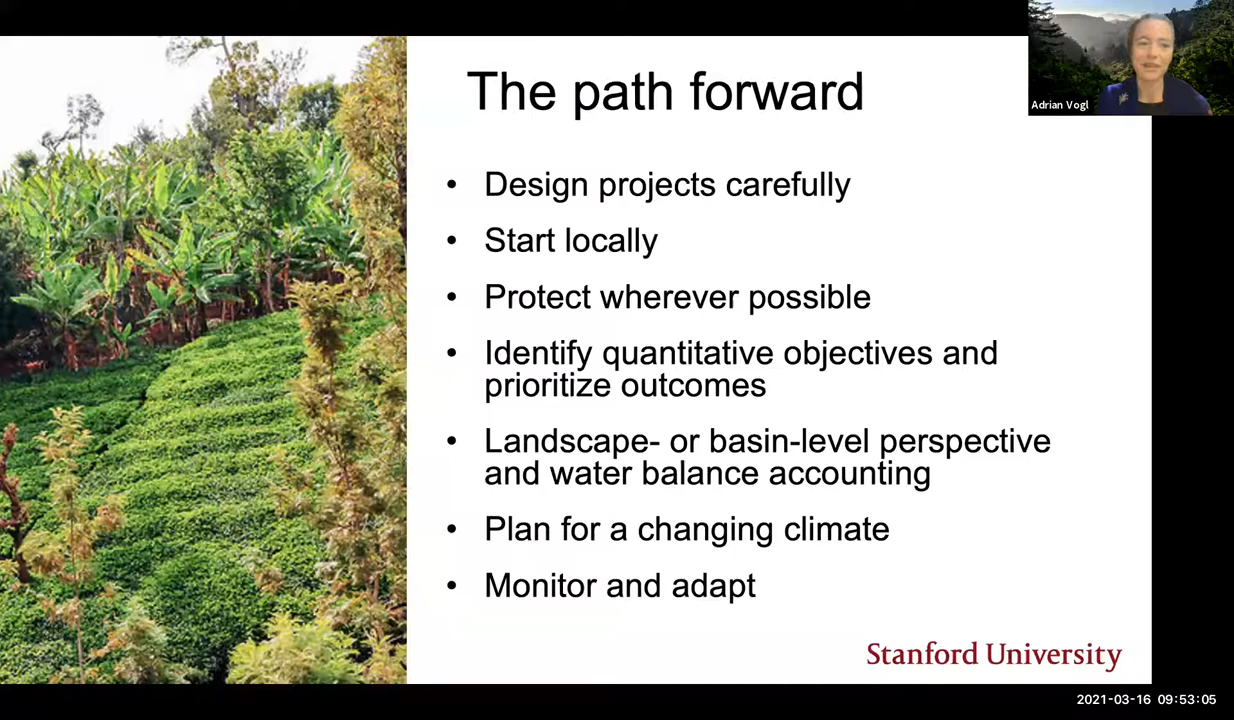 The path forward
Adrian Vogl
• Design projects carefully
• Start locally
• Protect wherever possible
• Identify quantitative objectives and
prioritize outcomes
• Landscape- or basin-level perspective
and water balance accounting
• Plan for a changing climate
• Monitor and adapt
Stanford University
2021-03-16 09:53:05